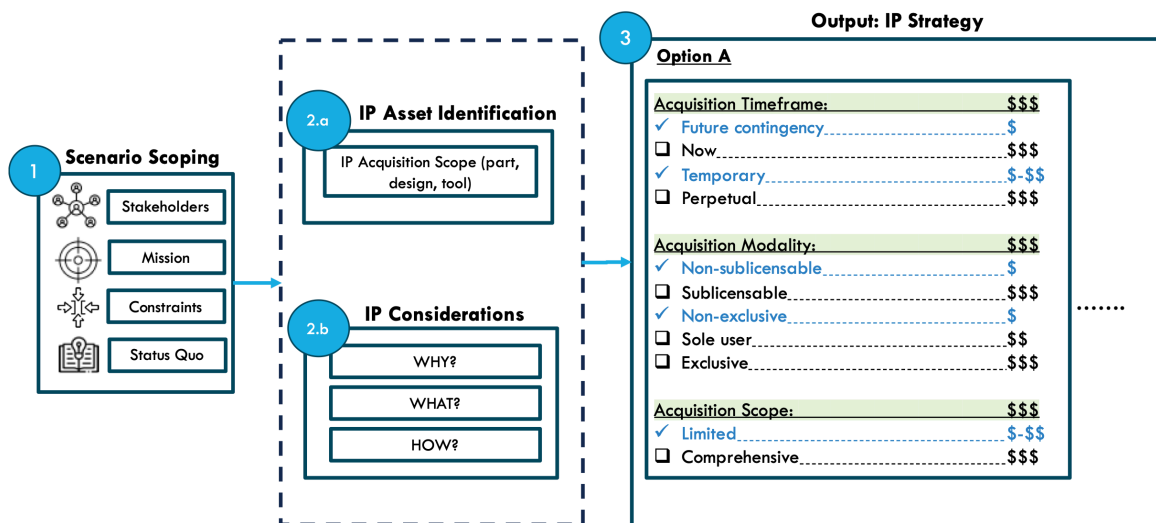 1
Scenario Scoping
Stakeholders
Mission
Constraints
Status Quo
2.a
IP Asset Identification
IP Acquisition Scope (part,
design, tool)
2.b
IP Considerations
WHY?
WHAT?
HOW?
3
Output: IP Strategy
Option A
Acquisition Timeframe: $$$
✓ Future contingency $
❑ Now $$$
✓ Temporary $-$$
❑ Perpetual $$$
Acquisition Modality: $$$
✓ Non-sublicensable $
❑ Sublicensable $$$
✓ Non-exclusive $
❑ Sole user $$
❑ Exclusive $$$
Acquisition Scope: $$$
✓ Limited $-$$
❑ Comprehensive $$$
.......